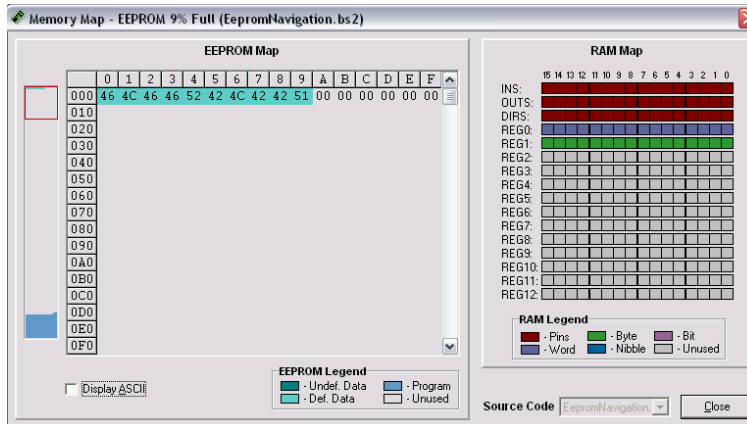 Memory Map - EEPROM 9% Full (EepromNavigation.bs2)
EEPROM Map
0 1 2 3 4 5 6 7 8 9 A B C D E F
000 46 4C 46 46 52 42 4C 42 42 51 00 00 00 00 00 00
010
020
030
040
050
060
070
080
090
0A0
0B0
0C0
0D0
0E0
0F0
Display ASCII
EEPROM Legend
- Undef. Data - Program
- Def. Data - Unused
RAM Map
15 14 13 12 11 10 9 8 7 6 5 4 3 2 1 0
INS:
OUTS:
DIRS:
REG0:
REG1:
REG2:
REG3:
REG4:
REG5:
REG6:
REG7:
REG8:
REG9:
REG10:
REG11:
REG12:
RAM Legend
- Pins - Byte - Bit
- Word - Nibble - Unused
Source Code EepromNavigation. Close